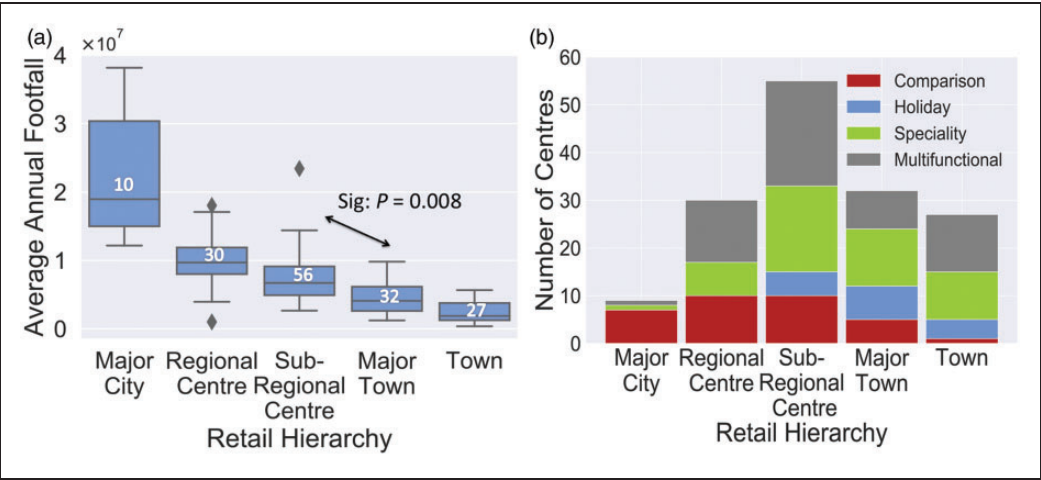 (a)
×10⁷
Average Annual Footfall
4
3
2
1
0
10
30
56
32
27
Sig: P = 0.008
Major
City
Regional
Centre
Sub-
Regional
Centre
Major
Town
Town
Retail Hierarchy
(b)
Number of Centres
60
50
40
30
20
10
0
Comparison
Holiday
Speciality
Multifunctional
Major
City
Regional
Centre
Sub-
Regional
Centre
Major
Town
Town
Retail Hierarchy